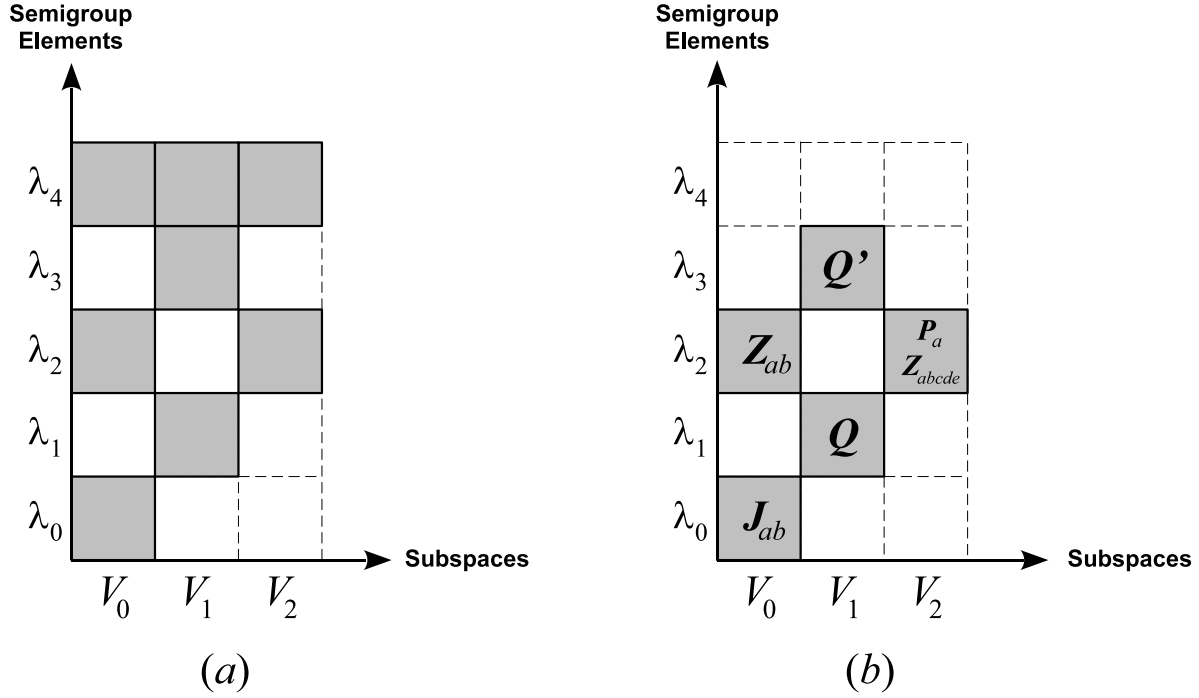 Semigroup
Elements
λ4
λ3
λ2
λ1
λ0
V0 V1 V2
Subspaces
(a)
Semigroup
Elements
λ4
λ3 Q’
λ2 Zab Pa
Zabcde
λ1 Q
λ0 Jab
V0 V1 V2
Subspaces
(b)